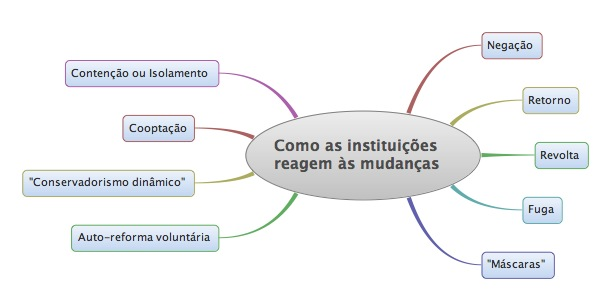 Como as instituições
reagem às mudanças
Negação
Retorno
Revolta
Fuga
"Máscaras"
Contenção ou Isolamento
Cooptação
"Conservadorismo dinâmico"
Auto-reforma voluntária